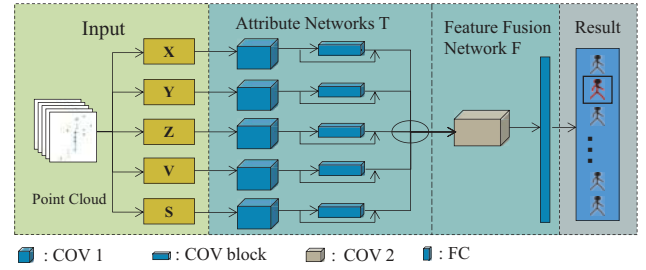 Input
Attribute Networks T
Feature Fusion
Network F
Result
X
Y
Z
V
S
Point Cloud
: COV 1
: COV block
: COV 2
: FC